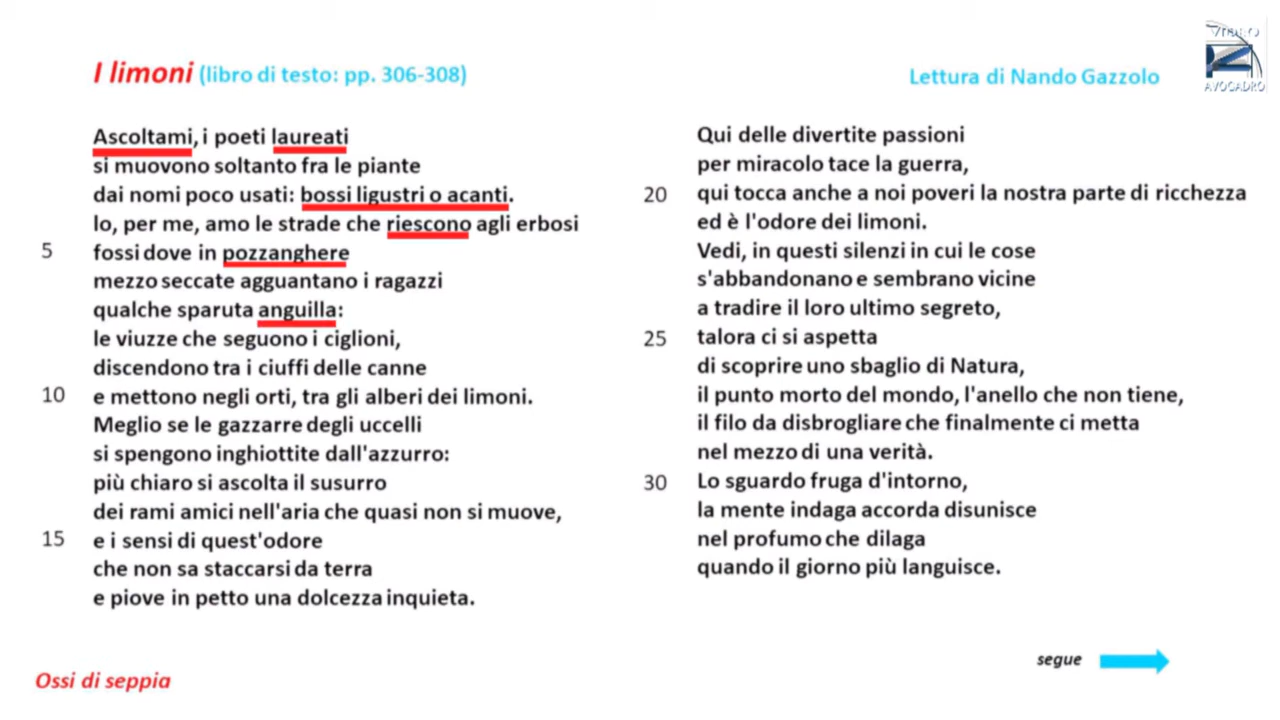 I limoni (libro di testo: pp. 306-308)
Lettura di Nando Gazzolo
VIDEO
AVOGADRO
Ascoltami, i poeti laureati
si muovono soltanto fra le piante
dai nomi poco usati: bossi ligustri o acanti.
Io, per me, amo le strade che riescono agli erbosi
5 fossi dove in pozzanghere
mezzo seccate agguantano i ragazzi
qualche sparuta anguilla:
le viuzze che seguono i ciglioni,
discendono tra i ciuffi delle canne
10 e mettono negli orti, tra gli alberi dei limoni.
Meglio se le gazzarre degli uccelli
si spengono inghiottite dall'azzurro:
più chiaro si ascolta il susurro
dei rami amici nell'aria che quasi non si muove,
15 e i sensi di quest'odore
che non sa staccarsi da terra
e piove in petto una dolcezza inquieta.
Qui delle divertite passioni
per miracolo tace la guerra,
20 qui tocca anche a noi poveri la nostra parte di ricchezza
ed è l'odore dei limoni.
Vedi, in questi silenzi in cui le cose
s'abbandonano e sembrano vicine
a tradire il loro ultimo segreto,
25 talora ci si aspetta
di scoprire uno sbaglio di Natura,
il punto morto del mondo, l'anello che non tiene,
il filo da disbrogliare che finalmente ci metta
nel mezzo di una verità.
30 Lo sguardo fruga d'intorno,
la mente indaga accorda disunisce
nel profumo che dilaga
quando il giorno più languisce.
segue
Ossi di seppia